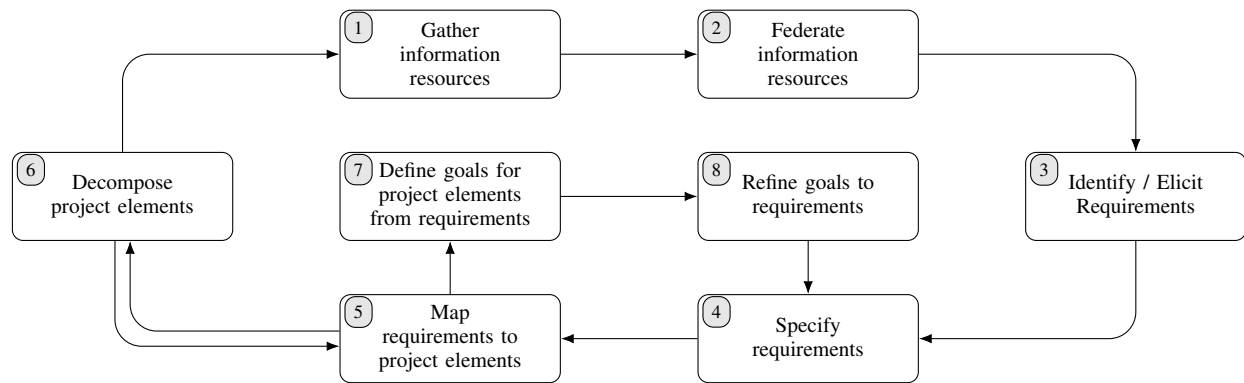 1
Gather
information
resources
2
Federate
information
resources
6
Decompose
project elements
7
Define goals for
project elements
from requirements
8
Refine goals to
requirements
3
Identify / Elicit
Requirements
5
Map
requirements to
project elements
4
Specify
requirements